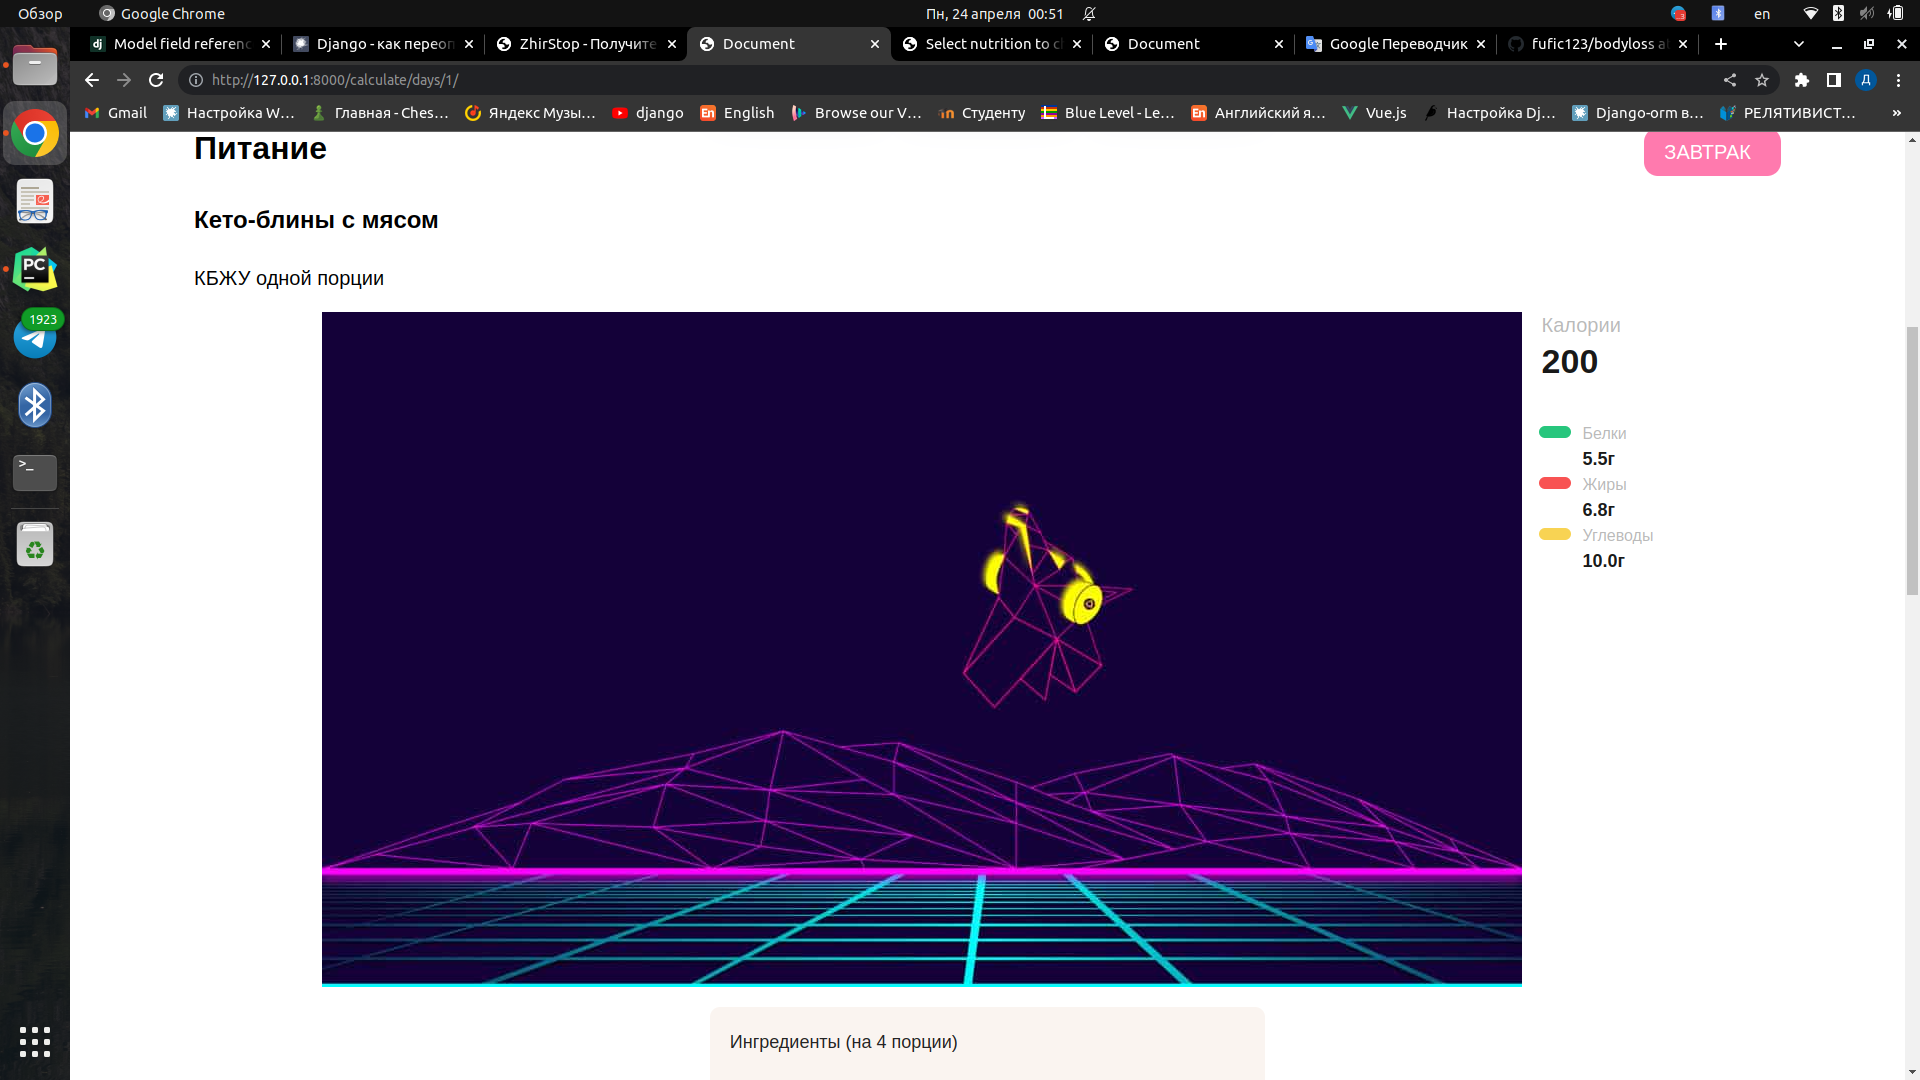 Обзор
Google Chrome
Пн, 24 апреля 00:51
en
Model field referenc
Django - как переоп
ZhirStop - Получите
Document
Select nutrition to c
Document
Google Переводчик
fufic123/bodyloss a
http://127.0.0.1:8000/calculate/days/1/
Д
Gmail
Настройка W…
Главная - Ches…
Яндекс Музы…
django
English
Browse our V…
Студенту
Blue Level - Le…
Английский я…
Vue.js
Настройка Dj…
Django-orm в…
РЕЛЯТИВИСТ…
»
1923
Питание
ЗАВТРАК
Кето-блины с мясом
КБЖУ одной порции
Калории
200
Белки
5.5г
Жиры
6.8г
Углеводы
10.0г
Ингредиенты (на 4 порции)